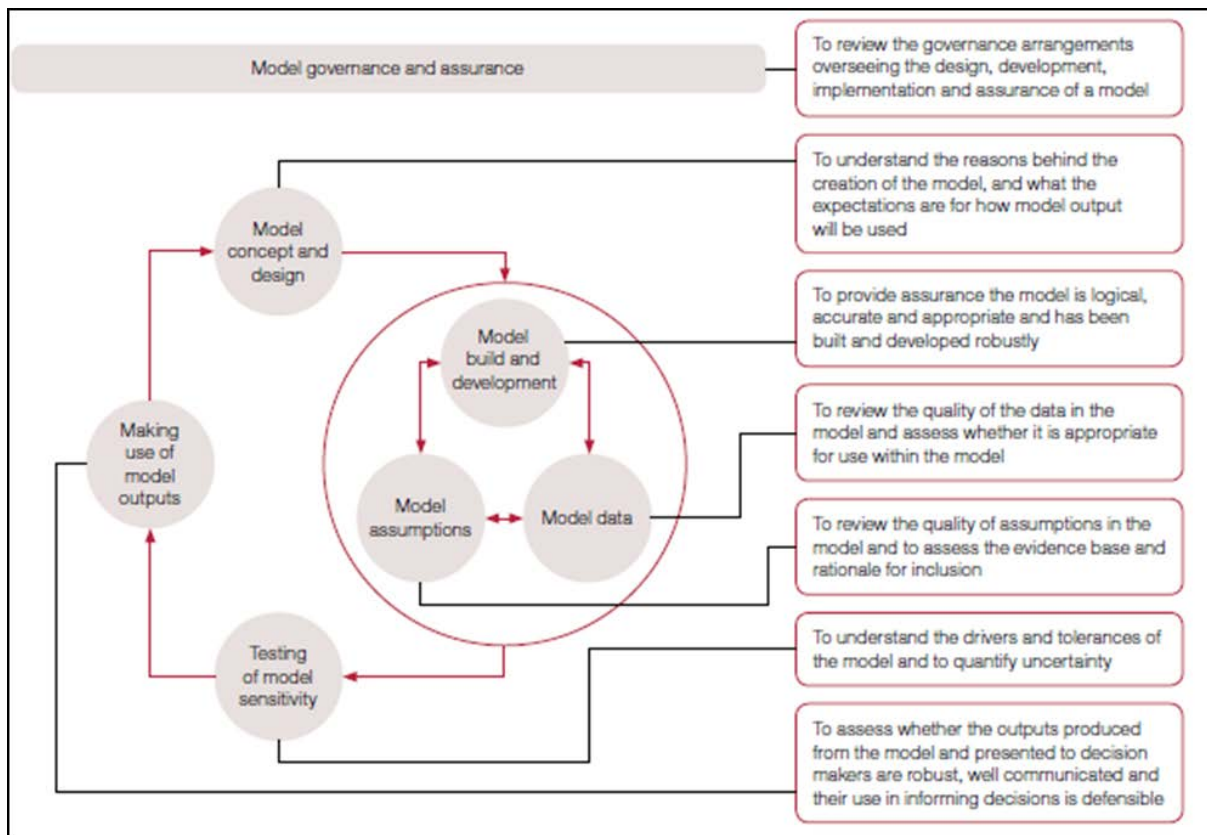 Model governance and assurance
To review the governance arrangements
overseeing the design, development,
implementation and assurance of a model
To understand the reasons behind the
creation of the model, and what the
expectations are for how model output
will be used
Model
concept and
design
To provide assurance the model is logical,
accurate and appropriate and has been
built and developed robustly
Model
build and
development
To review the quality of the data in the
model and assess whether it is appropriate
for use within the model
Making
use of
model
outputs
Model
assumptions
Model data
To review the quality of assumptions in the
model and to assess the evidence base and
rationale for inclusion
Testing
of model
sensitivity
To understand the drivers and tolerances of
the model and to quantify uncertainty
To assess whether the outputs produced
from the model and presented to decision
makers are robust, well communicated and
their use in informing decisions is defensible